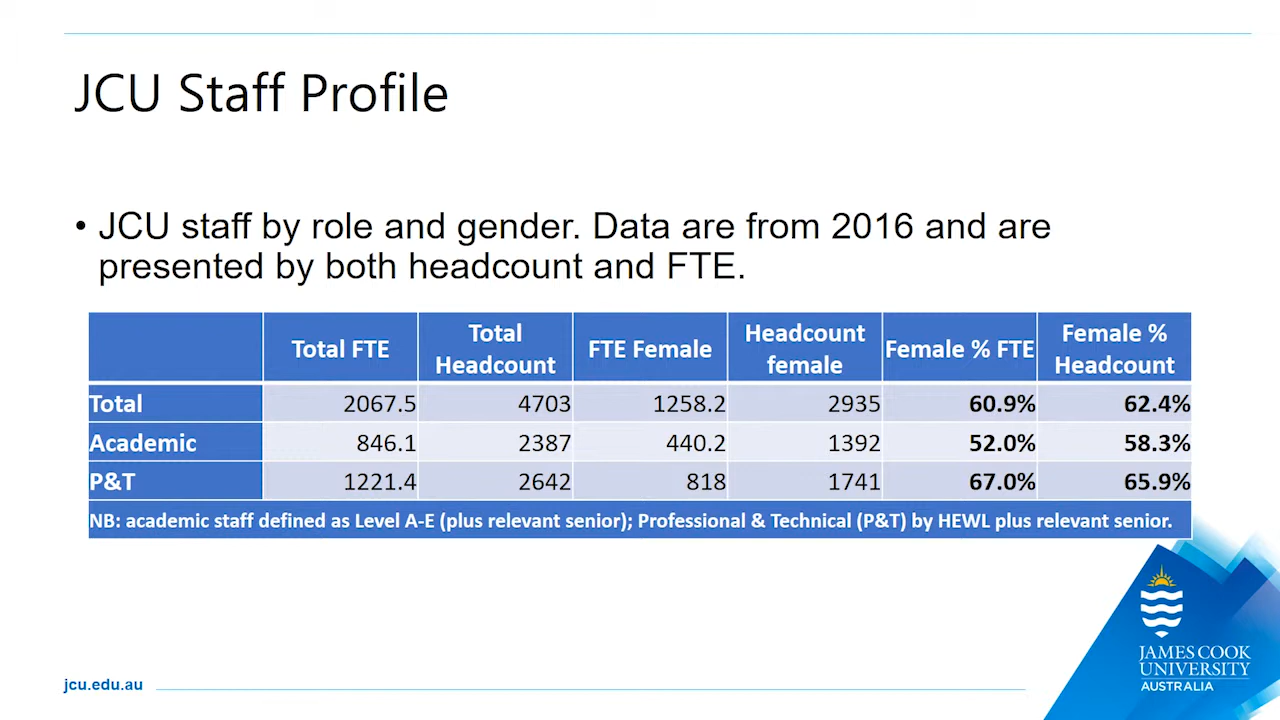 JCU Staff Profile
• JCU staff by role and gender. Data are from 2016 and are
presented by both headcount and FTE.
Total FTE Total Headcount FTE Female Headcount female Female % FTE Female % Headcount
Total 2067.5 4703 1258.2 2935 60.9% 62.4%
Academic 846.1 2387 440.2 1392 52.0% 58.3%
P&T 1221.4 2642 818 1741 67.0% 65.9%
NB: academic staff defined as Level A-E (plus relevant senior); Professional & Technical (P&T) by HEWL plus relevant senior.
JAMES COOK
UNIVERSITY
AUSTRALIA
jcu.edu.au